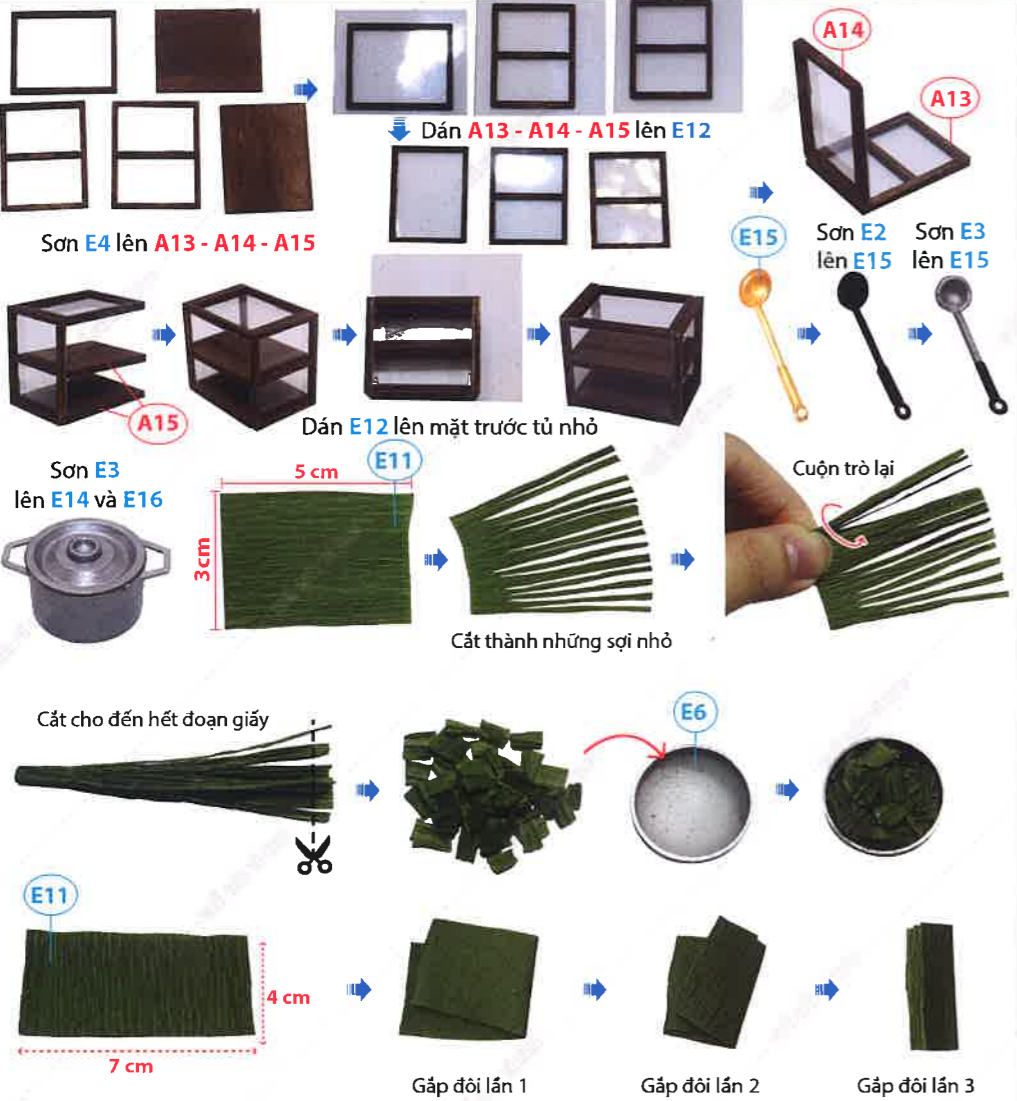 A14
A13
Dán A13 - A14 - A15 lên E12
Sơn E4 lên A13 - A14 - A15
E15
Sơn E2
lên E15
Sơn E3
lên E15
A15
Dán E12 lên mặt trước tủ nhỏ
Sơn E3
lên E14 và E16
5 cm
E11
3cm
Cắt thành những sợi nhỏ
Cuộn trò lại
Cắt cho đến hết đoạn giấy
E6
E11
4 cm
7 cm
Gắp đôi lần 1
Gắp đôi lần 2
Gắp đôi lần 3